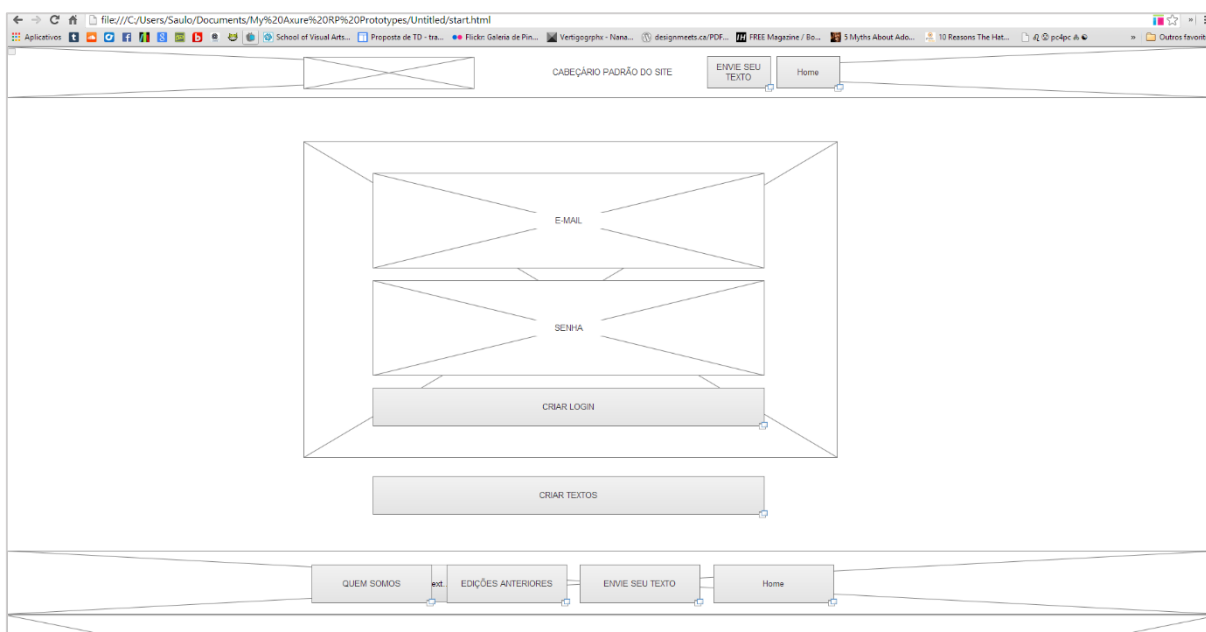 file:///C:/Users/Saulo/Documents/My%20Axure%20RP%20Prototypes/Untitled/start.html
Aplicativos
School of Visual Arts...
Proposta de TD - tra...
Flickr: Galeria de Pin...
Vertigogrphx - Nana...
designmeets.ca/PDF...
FREE Magazine / Bo...
5 Myths About Ado...
10 Reasons The Hat...
»
Outros favorit
CABEÇÁRIO PADRÃO DO SITE
ENVIE SEU
TEXTO
Home
E-MAIL
SENHA
CRIAR LOGIN
CRIAR TEXTOS
QUEM SOMOS
ext..
EDIÇÕES ANTERIORES
ENVIE SEU TEXTO
Home